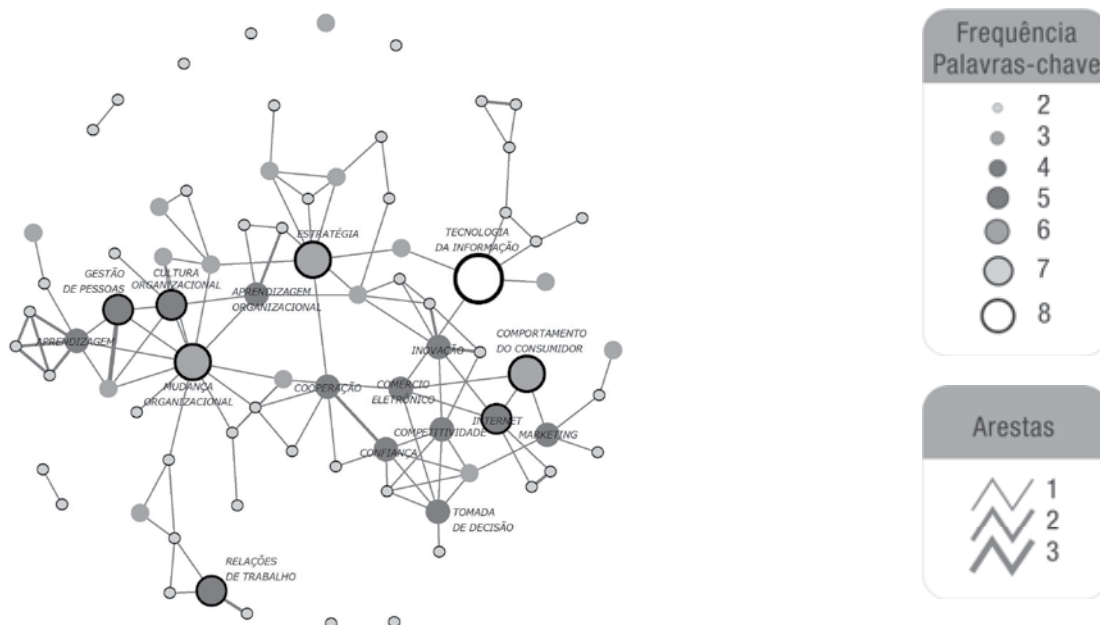 Frequência
Palavras-chave
2
3
4
5
6
7
8
Arestas
1
2
3
ESTRATÉGIA
TECNOLOGIA
DA INFORMAÇÃO
GESTÃO
DE PESSOAS
CULTURA
ORGANIZACIONAL
APRENDIZAGEM
ORGANIZACIONAL
APRENDIZAGEM
INOVAÇÃO
COMPORTAMENTO
DO CONSUMIDOR
MUDANÇA
ORGANIZACIONAL
COOPERAÇÃO
COMÉRCIO
ELETRÔNICO
INTERNET
COMPETITIVIDADE
MARKETING
CONFIANÇA
TOMADA
DE DECISÃO
RELAÇÕES
DE TRABALHO